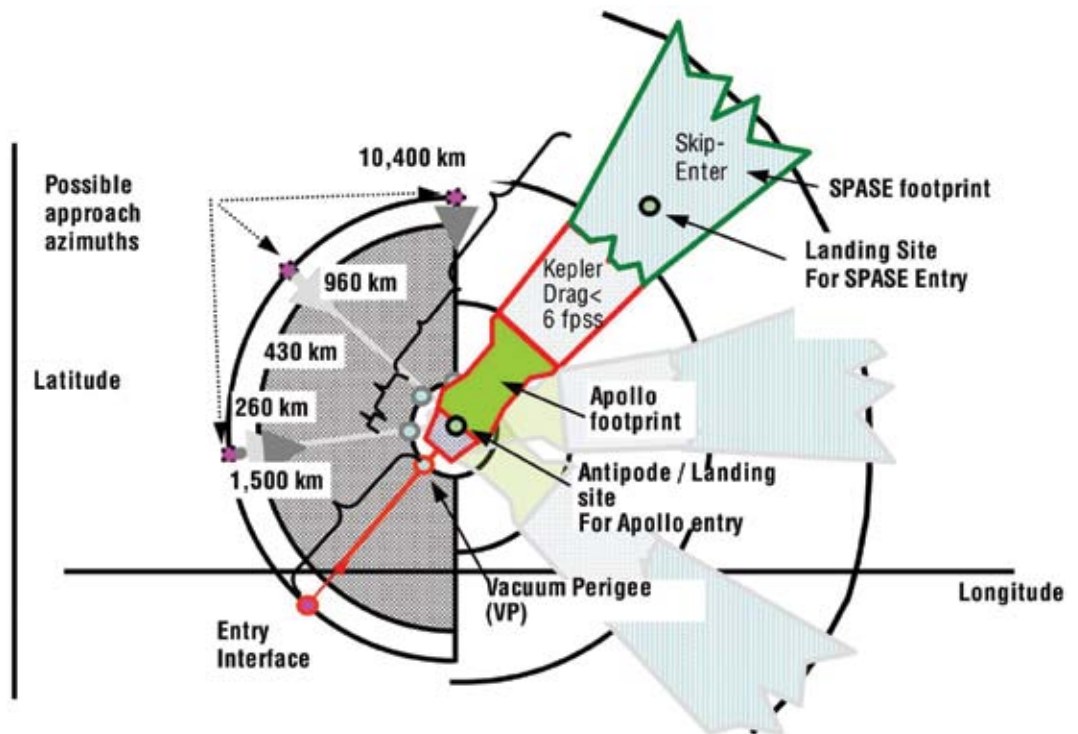 10,400 km
Possible
approach
azimuths
960 km
430 km
Latitude
260 km
1,500 km
Entry
Interface
Skip-
Enter
SPASE footprint
Landing Site
For SPASE Entry
Kepler
Drag<
6 fpss
Apollo
footprint
Antipode / Landing
site
For Apollo entry
Vacuum Perigee
(VP)
Longitude